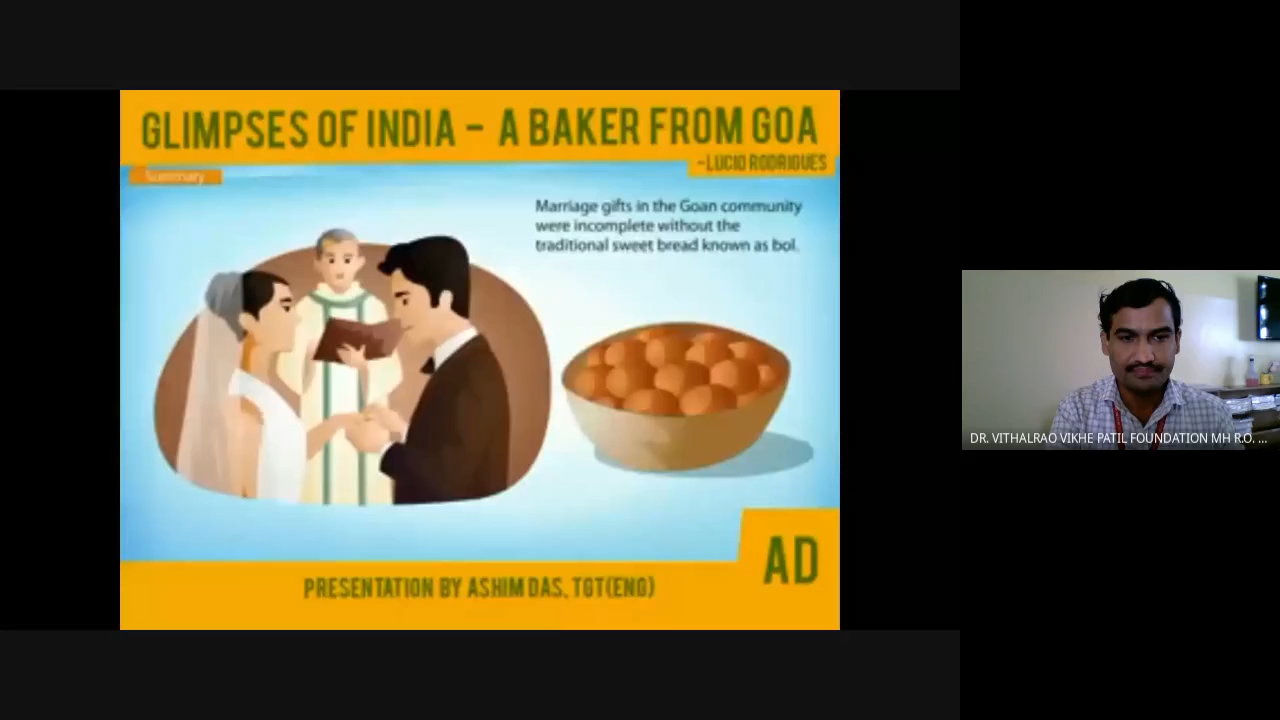 GLIMPSES OF INDIA - A BAKER FROM GOA
-LUCIO RODRIGUES
Summary
Marriage gifts in the Goan community
were incomplete without the
traditional sweet bread known as bol.
AD
PRESENTATION BY ASHIM DAS, TGT(ENG)
DR. VITHALRAO VIKHE PATIL FOUNDATION MH R.O. ...